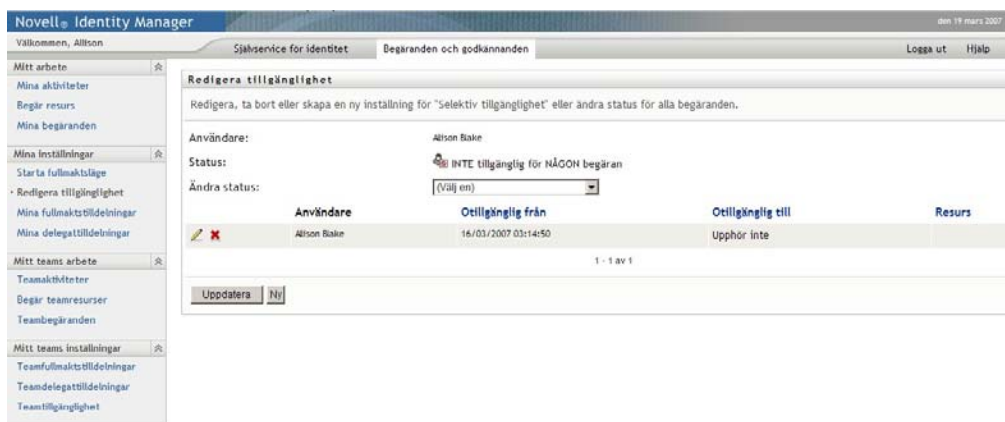 Novell® Identity Manager
den 19 mars 2007
Välkommen, Allison
Självservice för identitet
Begäranden och godkännanden
Logga ut
Hjälp
Mitt arbete
Mina aktiviteter
Begär resurs
Mina begäranden
Mina inställningar
Starta fullmaktsläge
Redigera tillgänglighet
Mina fullmaktstilldelningar
Mina delegattilldelningar
Mitt teams arbete
Teamaktiviteter
Begär teamresurser
Teambegäranden
Mitt teams inställningar
Teamfullmaktstilldelningar
Teamdelegattilldelningar
Teamtillgänglighet
Redigera tillgänglighet
Redigera, ta bort eller skapa en ny inställning för "Selektiv tillgänglighet" eller ändra status för alla begäranden.
Användare: Allison Blake
Status: INTE tillgänglig för NÅGON begäran
Ändra status: (Välj en)
Användare Otillgänglig från Otillgänglig till Resurs
Allison Blake 16/03/2007 03:14:50 Upphör inte
1 - 1 av 1
Uppdatera Ny